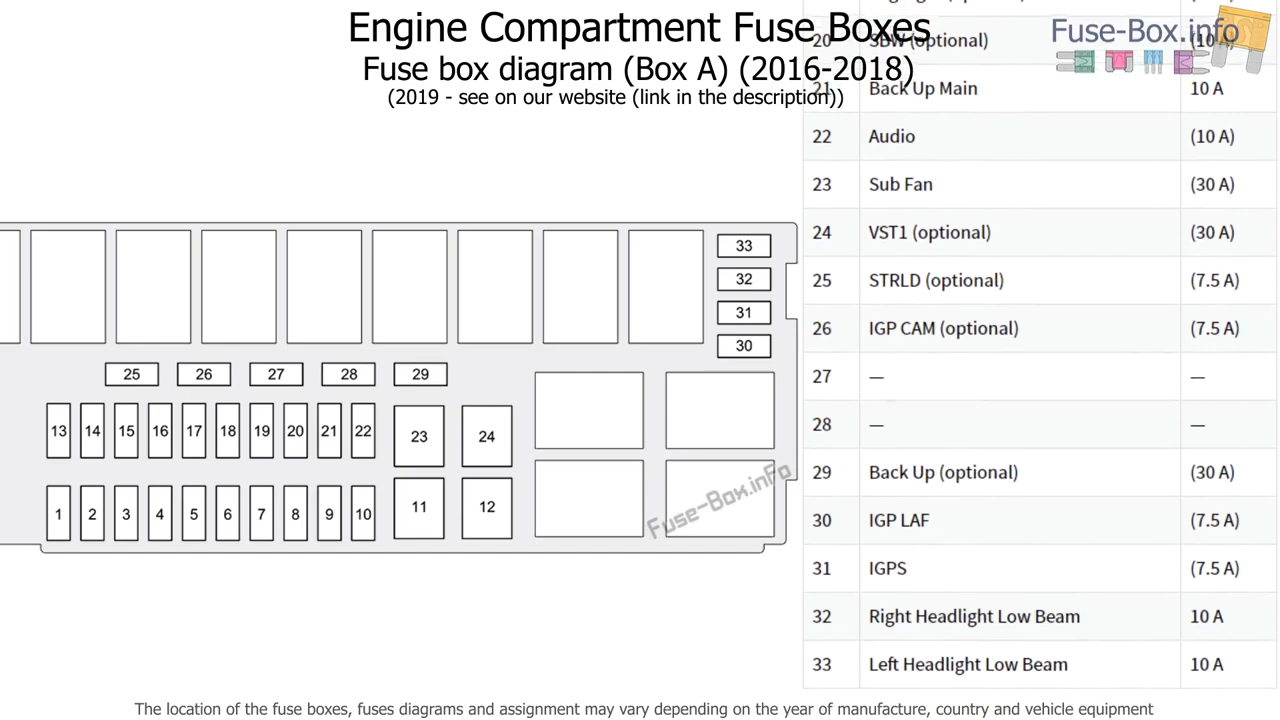 Engine Compartment Fuse Boxes
Fuse box diagram (Box A) (2016-2018)
(2019 - see on our website (link in the description))
Fuse-Box.info
20 SBW (optional) (10 A)
21 Back Up Main 10 A
22 Audio (10 A)
23 Sub Fan (30 A)
24 VST1 (optional) (30 A)
25 STRLD (optional) (7.5 A)
26 IGP CAM (optional) (7.5 A)
27 — —
28 — —
29 Back Up (optional) (30 A)
30 IGP LAF (7.5 A)
31 IGPS (7.5 A)
32 Right Headlight Low Beam 10 A
33 Left Headlight Low Beam 10 A
33
32
31
30
25 26 27 28 29
13 14 15 16 17 18 19 20 21 22 23 24
1 2 3 4 5 6 7 8 9 10 11 12
Fuse-Box.info
The location of the fuse boxes, fuses diagrams and assignment may vary depending on the year of manufacture, country and vehicle equipment